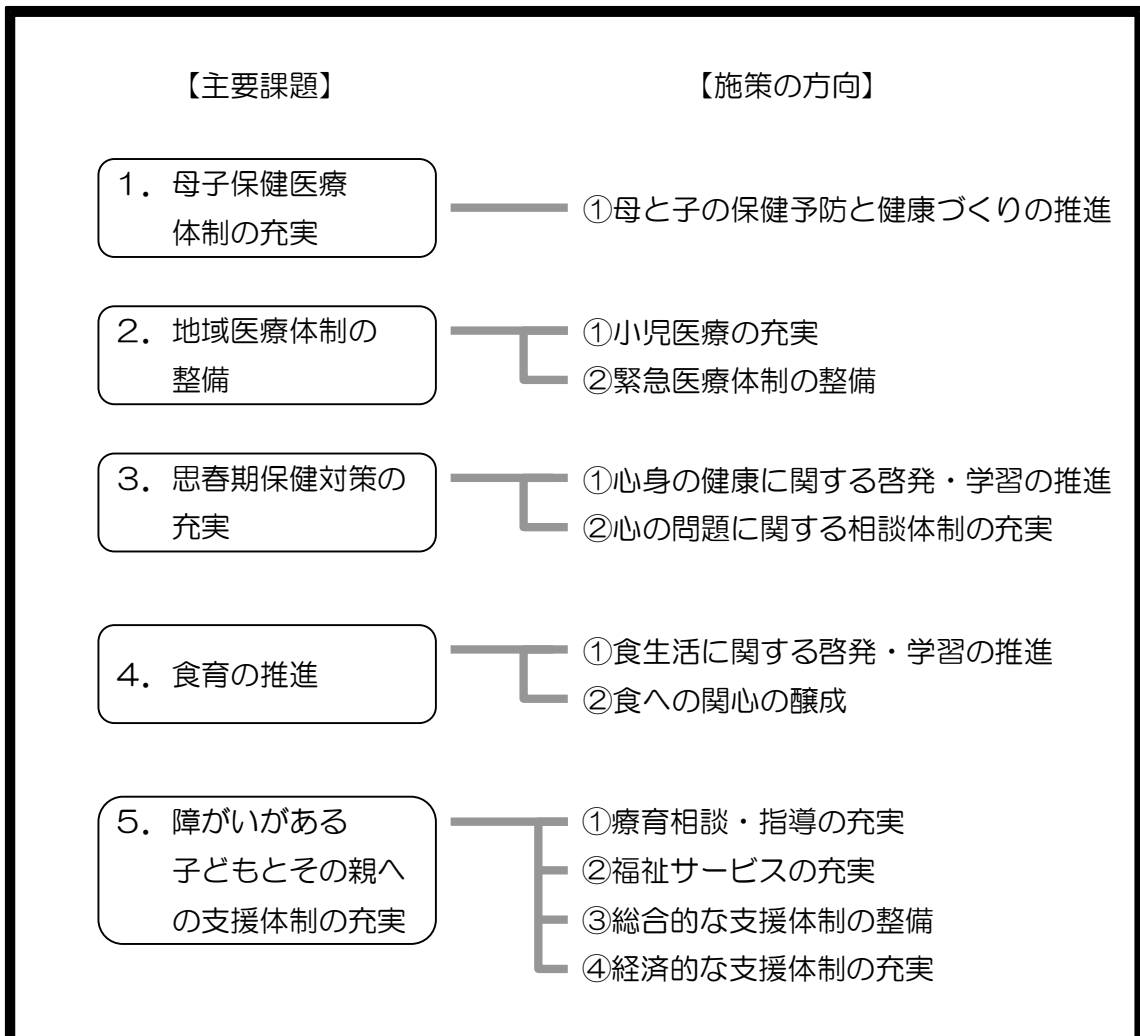 【主要課題】 【施策の方向】
１．母子保健医療
体制の充実
①母と子の保健予防と健康づくりの推進
２．地域医療体制の
整備
①小児医療の充実
②緊急医療体制の整備
３．思春期保健対策の
充実
①心身の健康に関する啓発・学習の推進
②心の問題に関する相談体制の充実
４．食育の推進
①食生活に関する啓発・学習の推進
②食への関心の醸成
５．障がいがある
子どもとその親へ
の支援体制の充実
①療育相談・指導の充実
②福祉サービスの充実
③総合的な支援体制の整備
④経済的な支援体制の充実